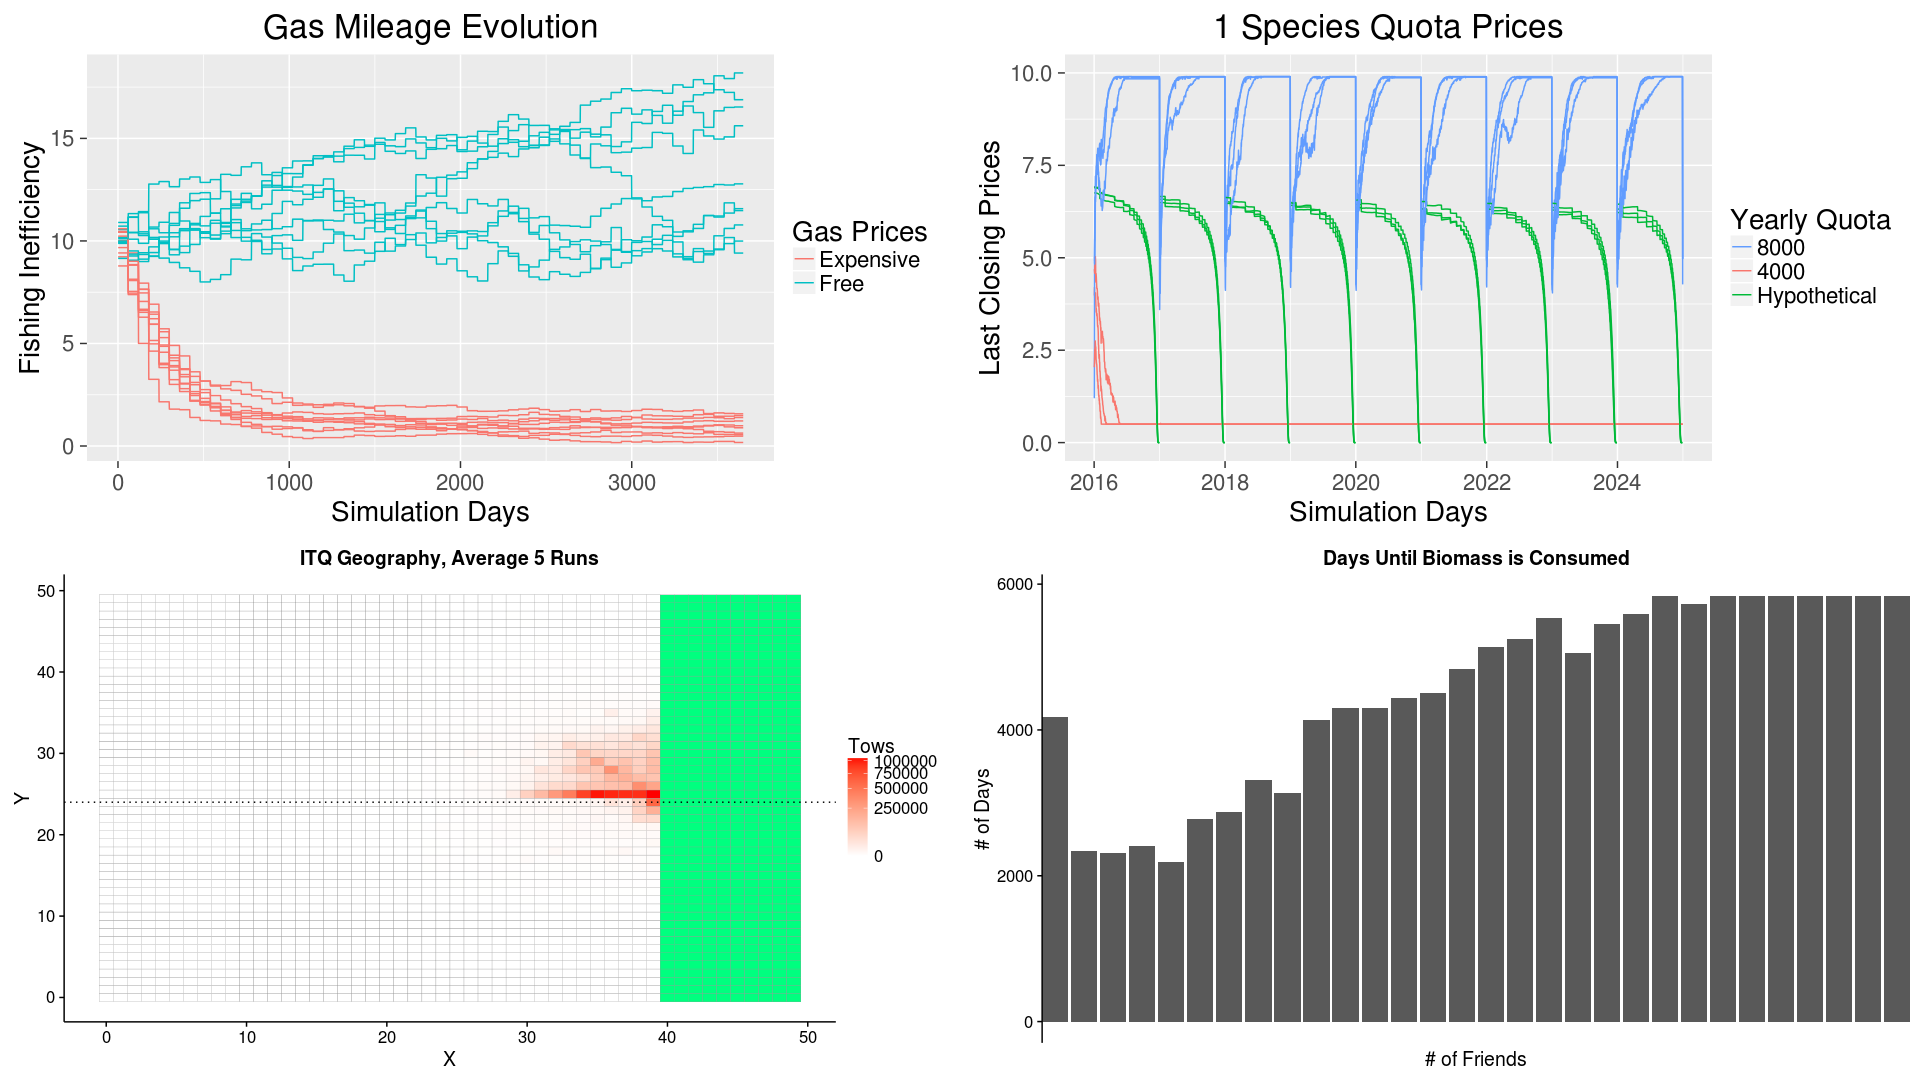 Gas Mileage Evolution
Fishing Inefficiency
15
10
5
0
0 1000 2000 3000
Simulation Days
Gas Prices
Expensive
Free
1 Species Quota Prices
Last Closing Prices
10.0
7.5
5.0
2.5
0.0
2016 2018 2020 2022 2024
Simulation Days
Yearly Quota
8000
4000
Hypothetical
ITQ Geography, Average 5 Runs
Y
50
40
30
20
10
0
0 10 20 30 40 50
X
Tows
1000000
750000
500000
250000
0
Days Until Biomass is Consumed
# of Days
6000
4000
2000
0
# of Friends